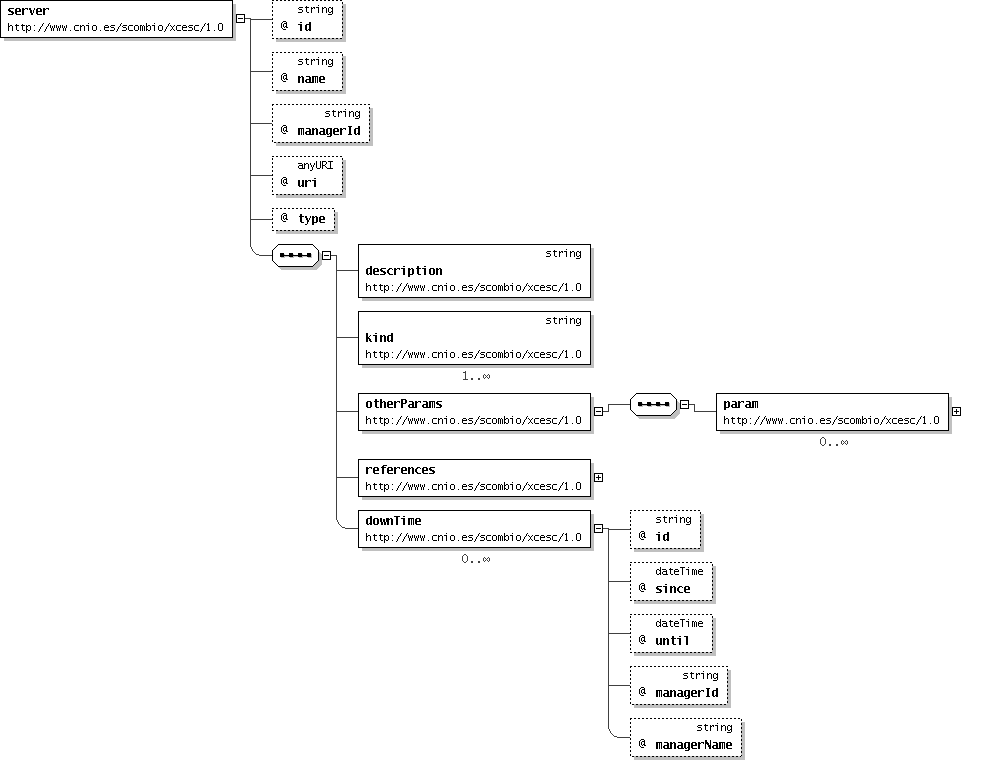 server
http://www.cnio.es/scombio/xcesc/1.0
string
@ id
string
@ name
string
@ managerId
anyURI
@ uri
@ type
string
description
http://www.cnio.es/scombio/xcesc/1.0
string
kind
http://www.cnio.es/scombio/xcesc/1.0
1..∞
otherParams
http://www.cnio.es/scombio/xcesc/1.0
param
http://www.cnio.es/scombio/xcesc/1.0
0..∞
references
http://www.cnio.es/scombio/xcesc/1.0
downTime
http://www.cnio.es/scombio/xcesc/1.0
0..∞
string
@ id
dateTime
@ since
dateTime
@ until
string
@ managerId
string
@ managerName